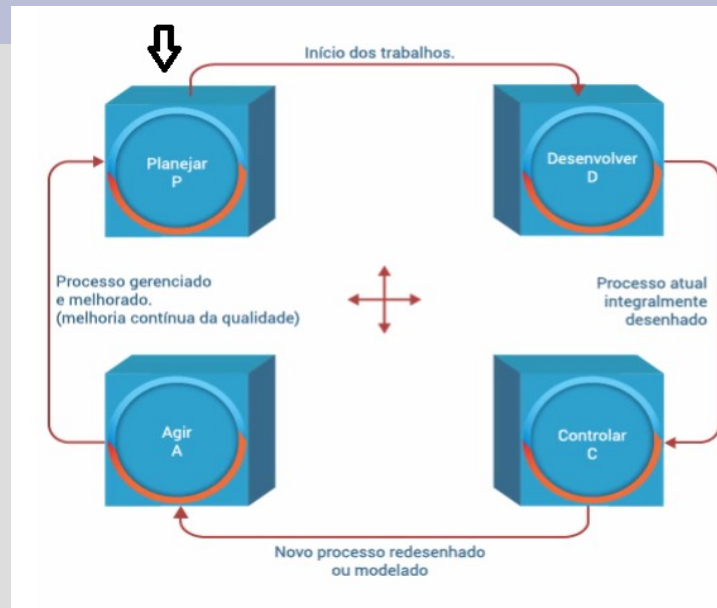 Início dos trabalhos.
Planejar
P
Desenvolver
D
Processo gerenciado
e melhorado.
(melhoria contínua da qualidade)
Processo atual
integralmente
desenhado
Agir
A
Controlar
C
Novo processo redesenhado
ou modelado